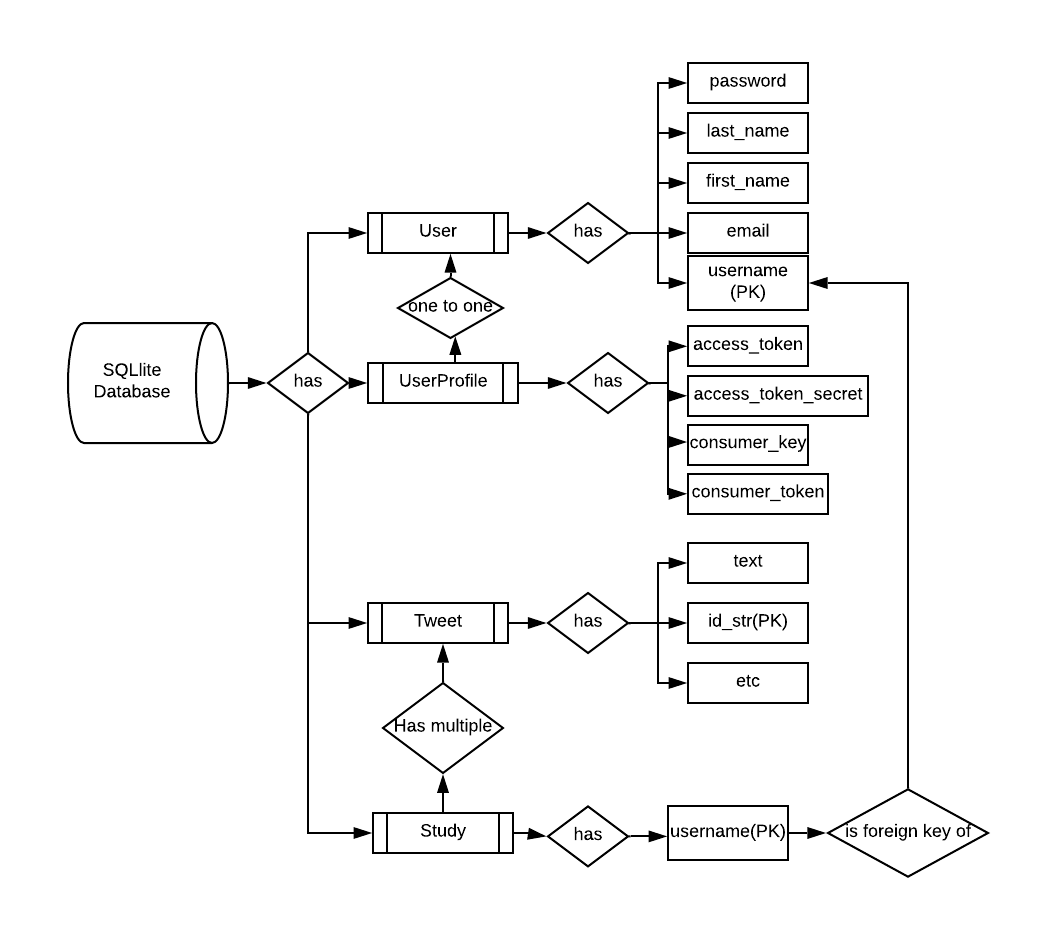 password
last_name
first_name
User
has
email
username
(PK)
one to one
access_token
SQLlite
Database
has
UserProfile
has
access_token_secret
consumer_key
consumer_token
text
Tweet
has
id_str(PK)
etc
Has multiple
Study
has
username(PK)
is foreign key of